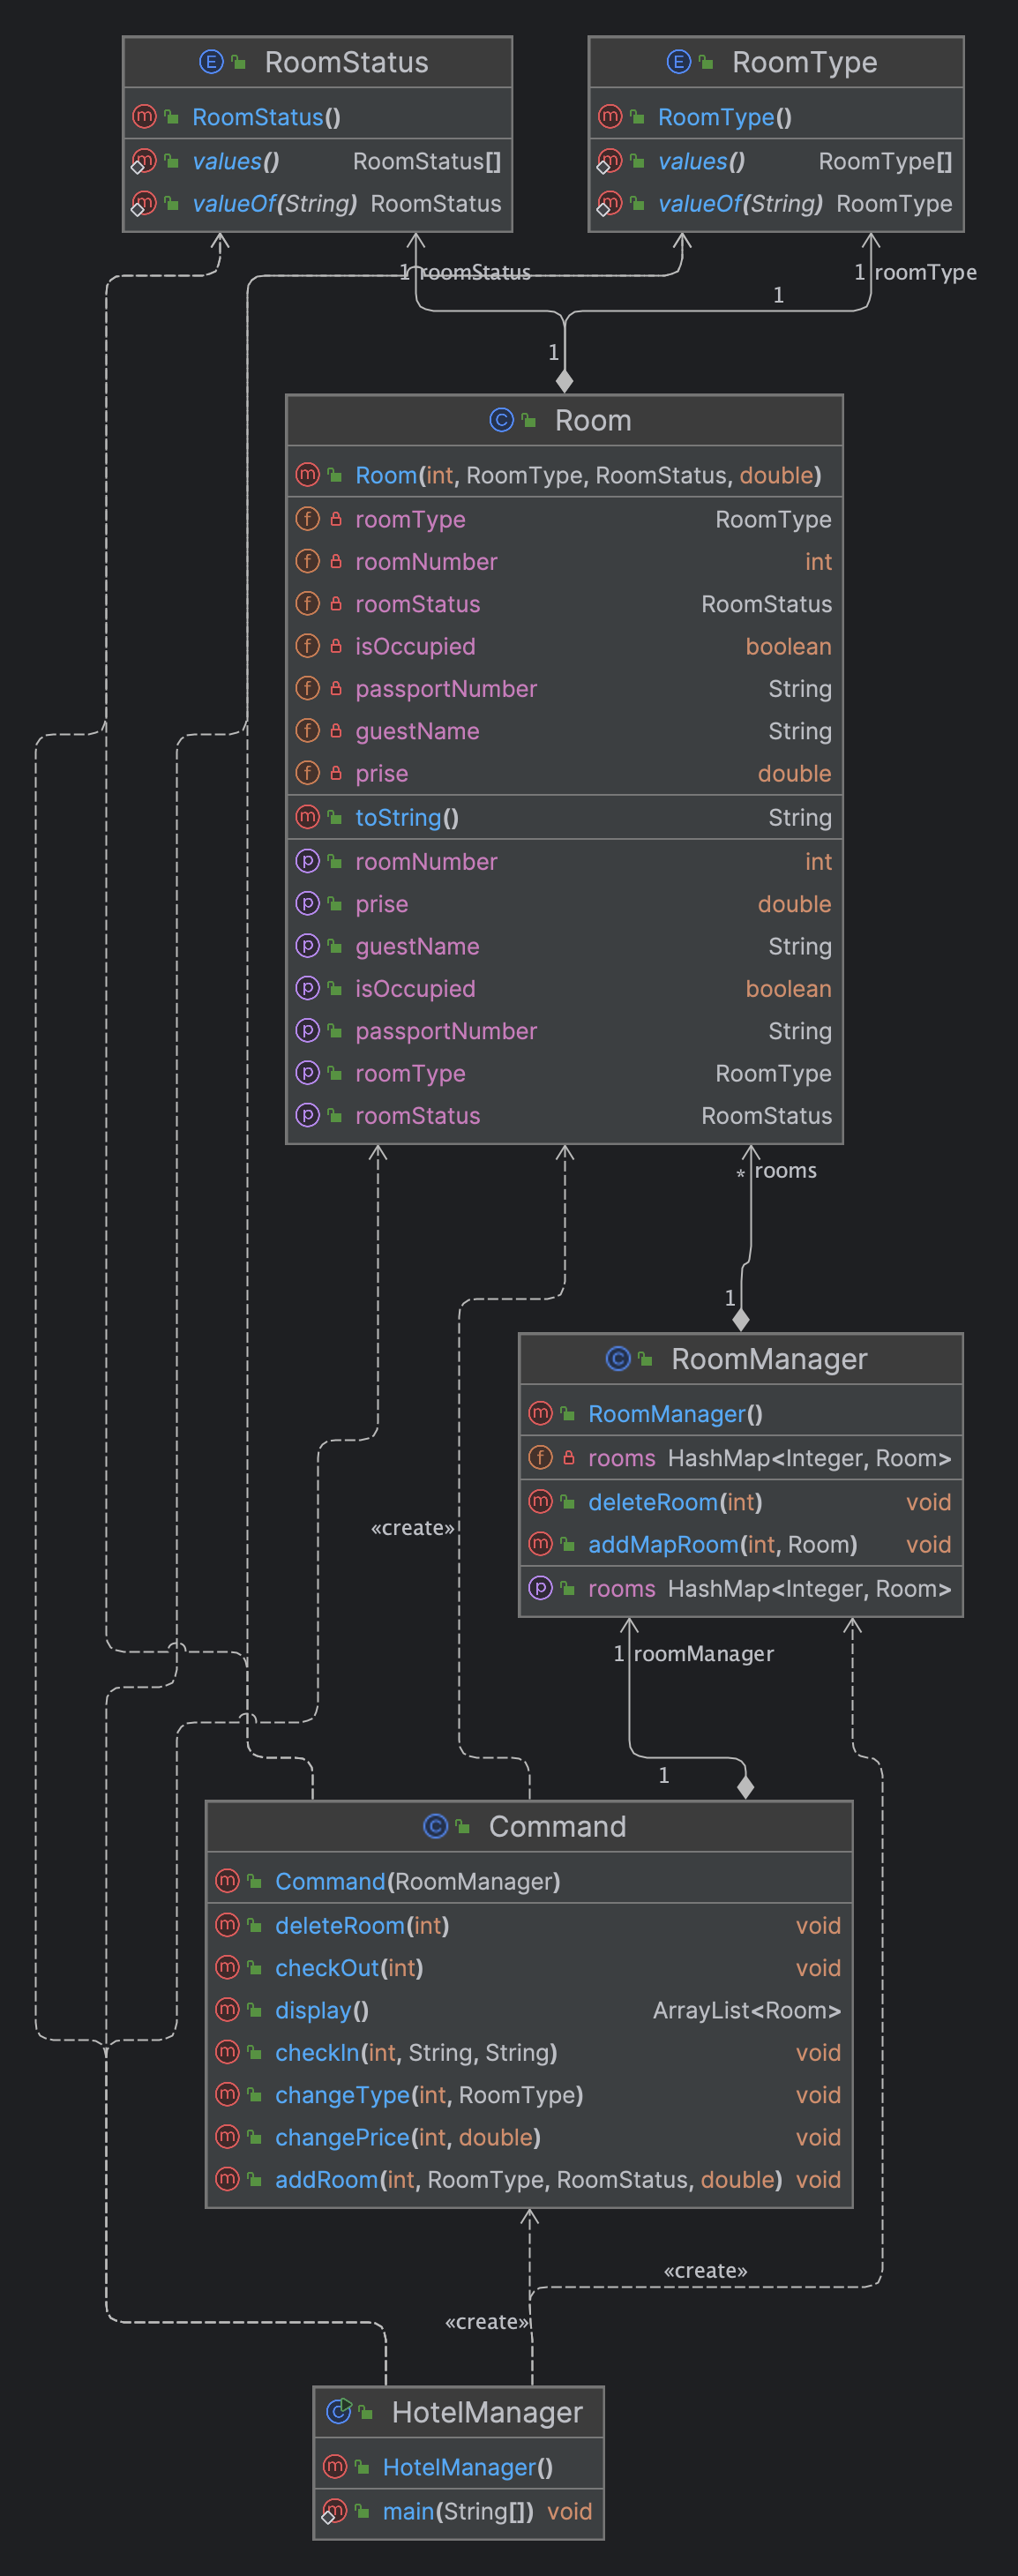 RoomStatus
RoomStatus()
values() RoomStatus[]
valueOf(String) RoomStatus
RoomType
RoomType()
values() RoomType[]
valueOf(String) RoomType
1 roomStatus
1 roomType
1
1
Room
Room(int, RoomType, RoomStatus, double)
roomType RoomType
roomNumber int
roomStatus RoomStatus
isOccupied boolean
passportNumber String
guestName String
prise double
toString() String
roomNumber int
prise double
guestName String
isOccupied boolean
passportNumber String
roomType RoomType
roomStatus RoomStatus
* rooms
1
RoomManager
RoomManager()
rooms HashMap<Integer, Room>
deleteRoom(int) void
addMapRoom(int, Room) void
rooms HashMap<Integer, Room>
«create»
1 roomManager
1
Command
Command(RoomManager)
deleteRoom(int) void
checkOut(int) void
display() ArrayList<Room>
checkIn(int, String, String) void
changeType(int, RoomType) void
changePrice(int, double) void
addRoom(int, RoomType, RoomStatus, double) void
«create»
«create»
HotelManager
HotelManager()
main(String[]) void